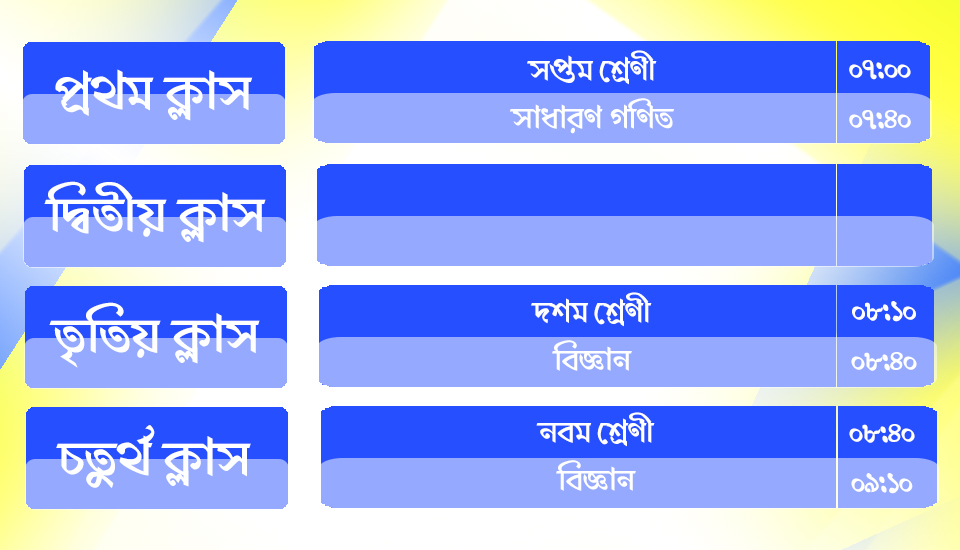 প্রথম ক্লাস
সপ্তম শ্রেণী ০৭:০০
সাধারণ গণিত ০৭:৪০
দ্বিতীয় ক্লাস
তৃতিয় ক্লাস
দশম শ্রেণী ০৮:১০
বিজ্ঞান ০৮:৪০
চতুর্থ ক্লাস
নবম শ্রেণী ০৮:৪০
বিজ্ঞান ০৯:১০